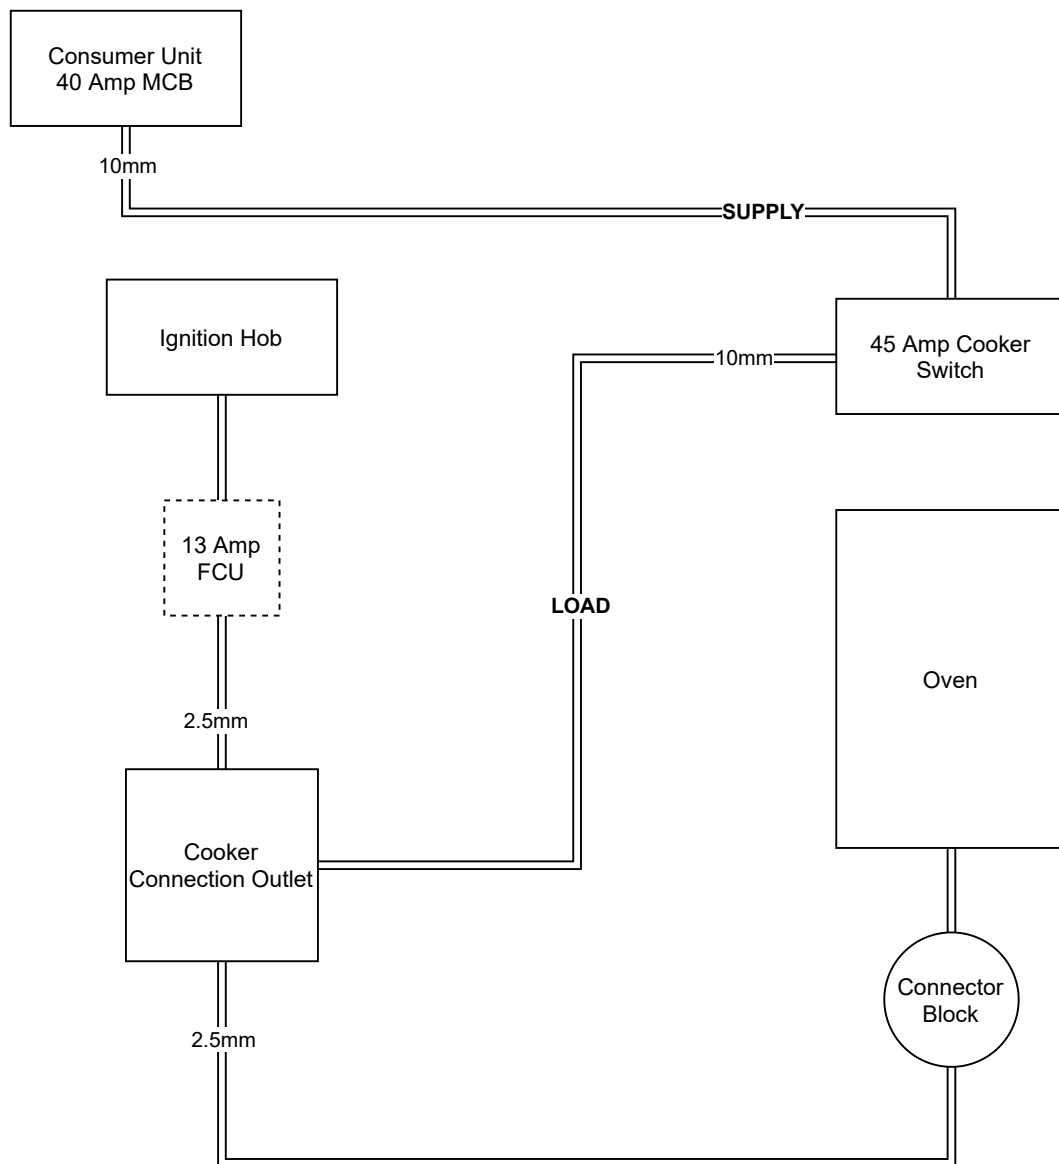 Consumer Unit
40 Amp MCB
10mm
SUPPLY
Ignition Hob
45 Amp Cooker
Switch
10mm
13 Amp
FCU
LOAD
Oven
2.5mm
Cooker
Connection Outlet
Connector
Block
2.5mm